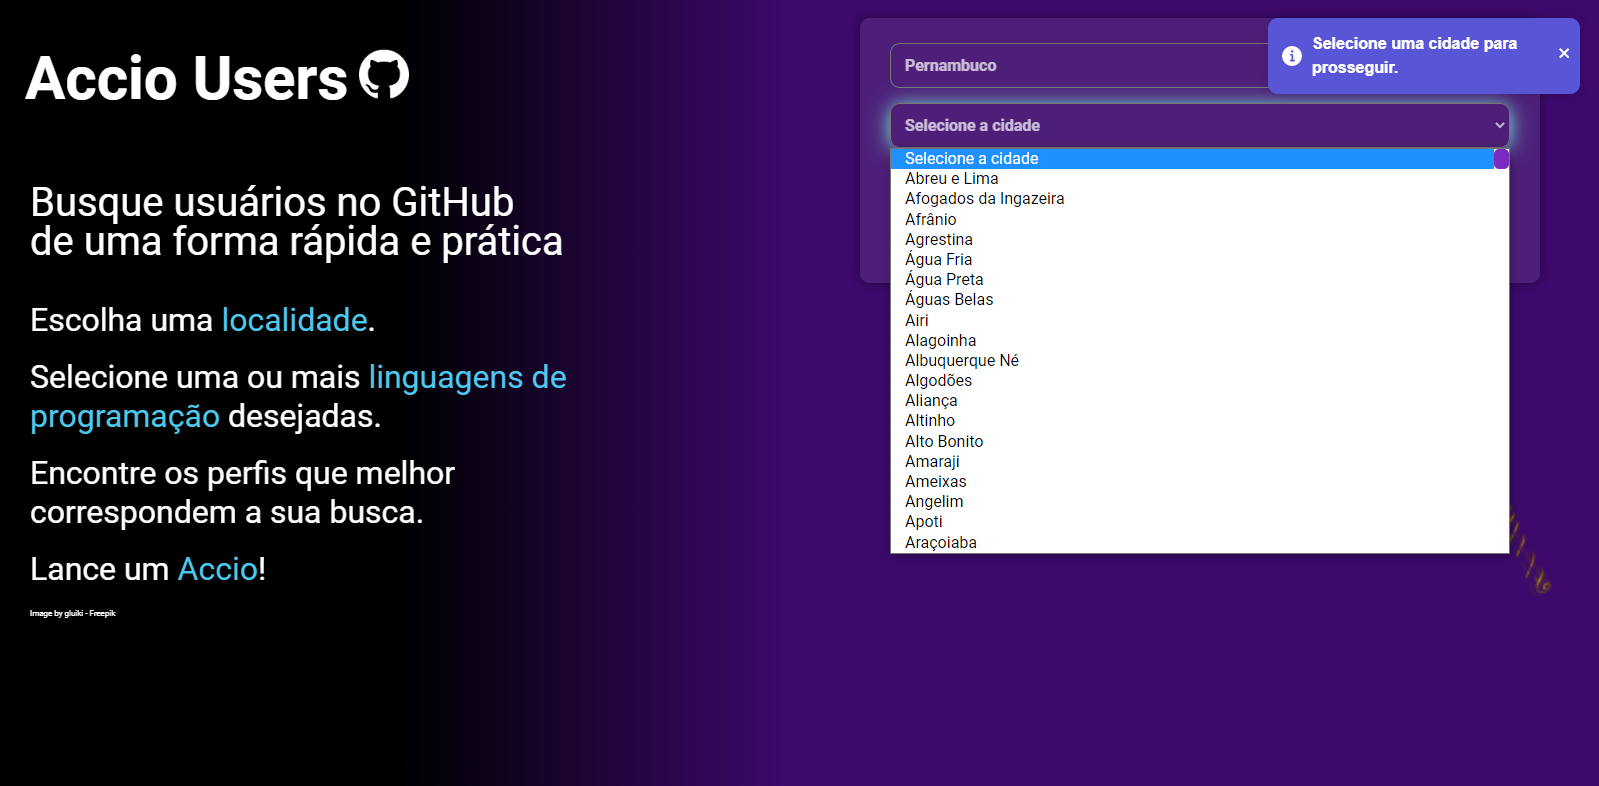 Accio Users
Busque usuários no GitHub
de uma forma rápida e prática
Escolha uma localidade.
Selecione uma ou mais linguagens de
programação desejadas.
Encontre os perfis que melhor
correspondem a sua busca.
Lance um Accio!
Image by gluiki - Freepik
Pernambuco
Selecione uma cidade para
prosseguir.
Selecione a cidade
Selecione a cidade
Abreu e Lima
Afogados da Ingazeira
Afrânio
Agrestina
Água Fria
Água Preta
Águas Belas
Airi
Alagoinha
Albuquerque Né
Algodões
Aliança
Altinho
Alto Bonito
Amaraji
Ameixas
Angelim
Apoti
Araçoiaba